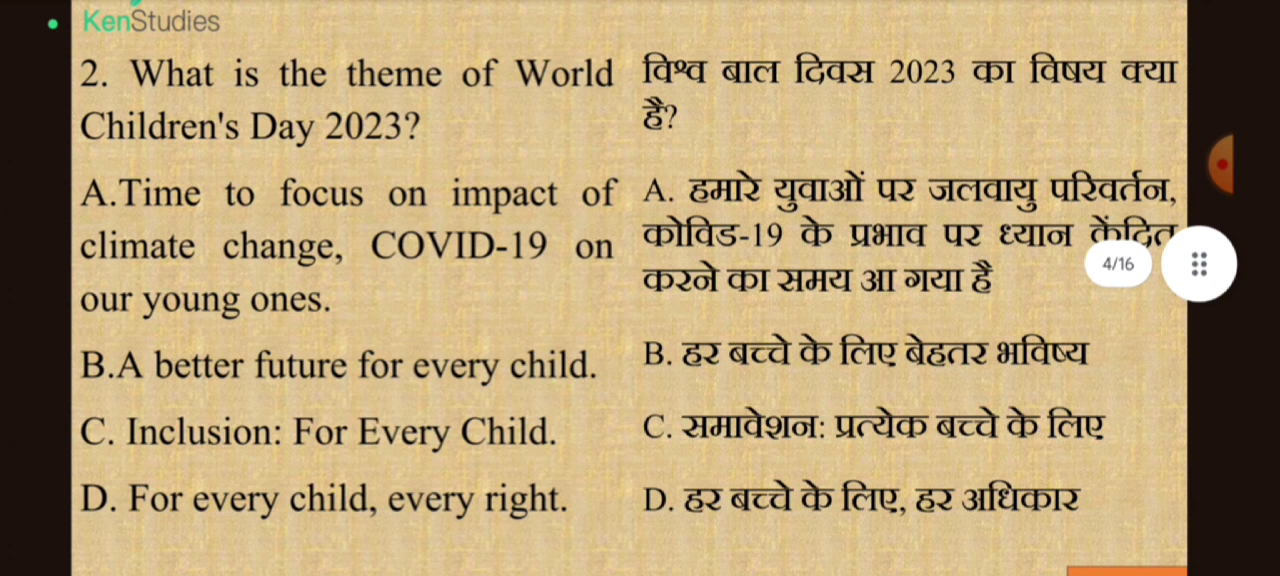 KenStudies
2. What is the theme of World
Children's Day 2023?
A.Time to focus on impact of
climate change, COVID-19 on
our young ones.
B.A better future for every child.
C. Inclusion: For Every Child.
D. For every child, every right.
विश्व बाल दिवस 2023 का विषय क्या
है?
A. हमारे युवाओं पर जलवायु परिवर्तन,
कोविड-19 के प्रभाव पर ध्यान केंद्रित
करने का समय आ गया है
B. हर बच्चे के लिए बेहतर भविष्य
C. समावेशन: प्रत्येक बच्चे के लिए
D. हर बच्चे के लिए, हर अधिकार
4/16